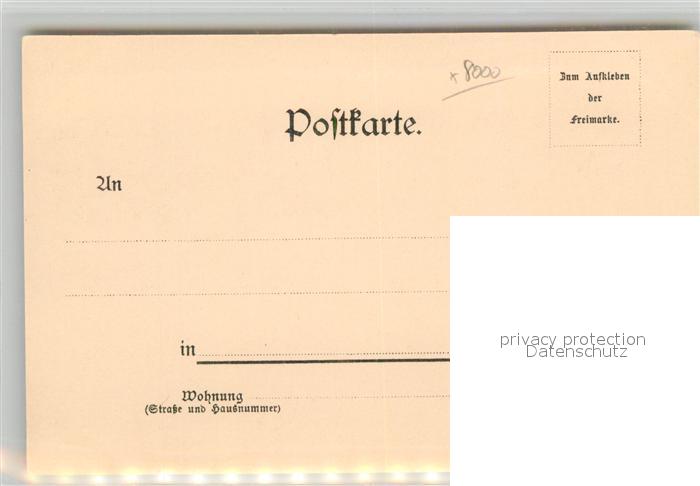 * 8000
Zum Aufkleben
der
Freimarke.
Postkarte.
An
in
privacy protection
Datenschutz
Wohnung
(Straße und Hausnummer)